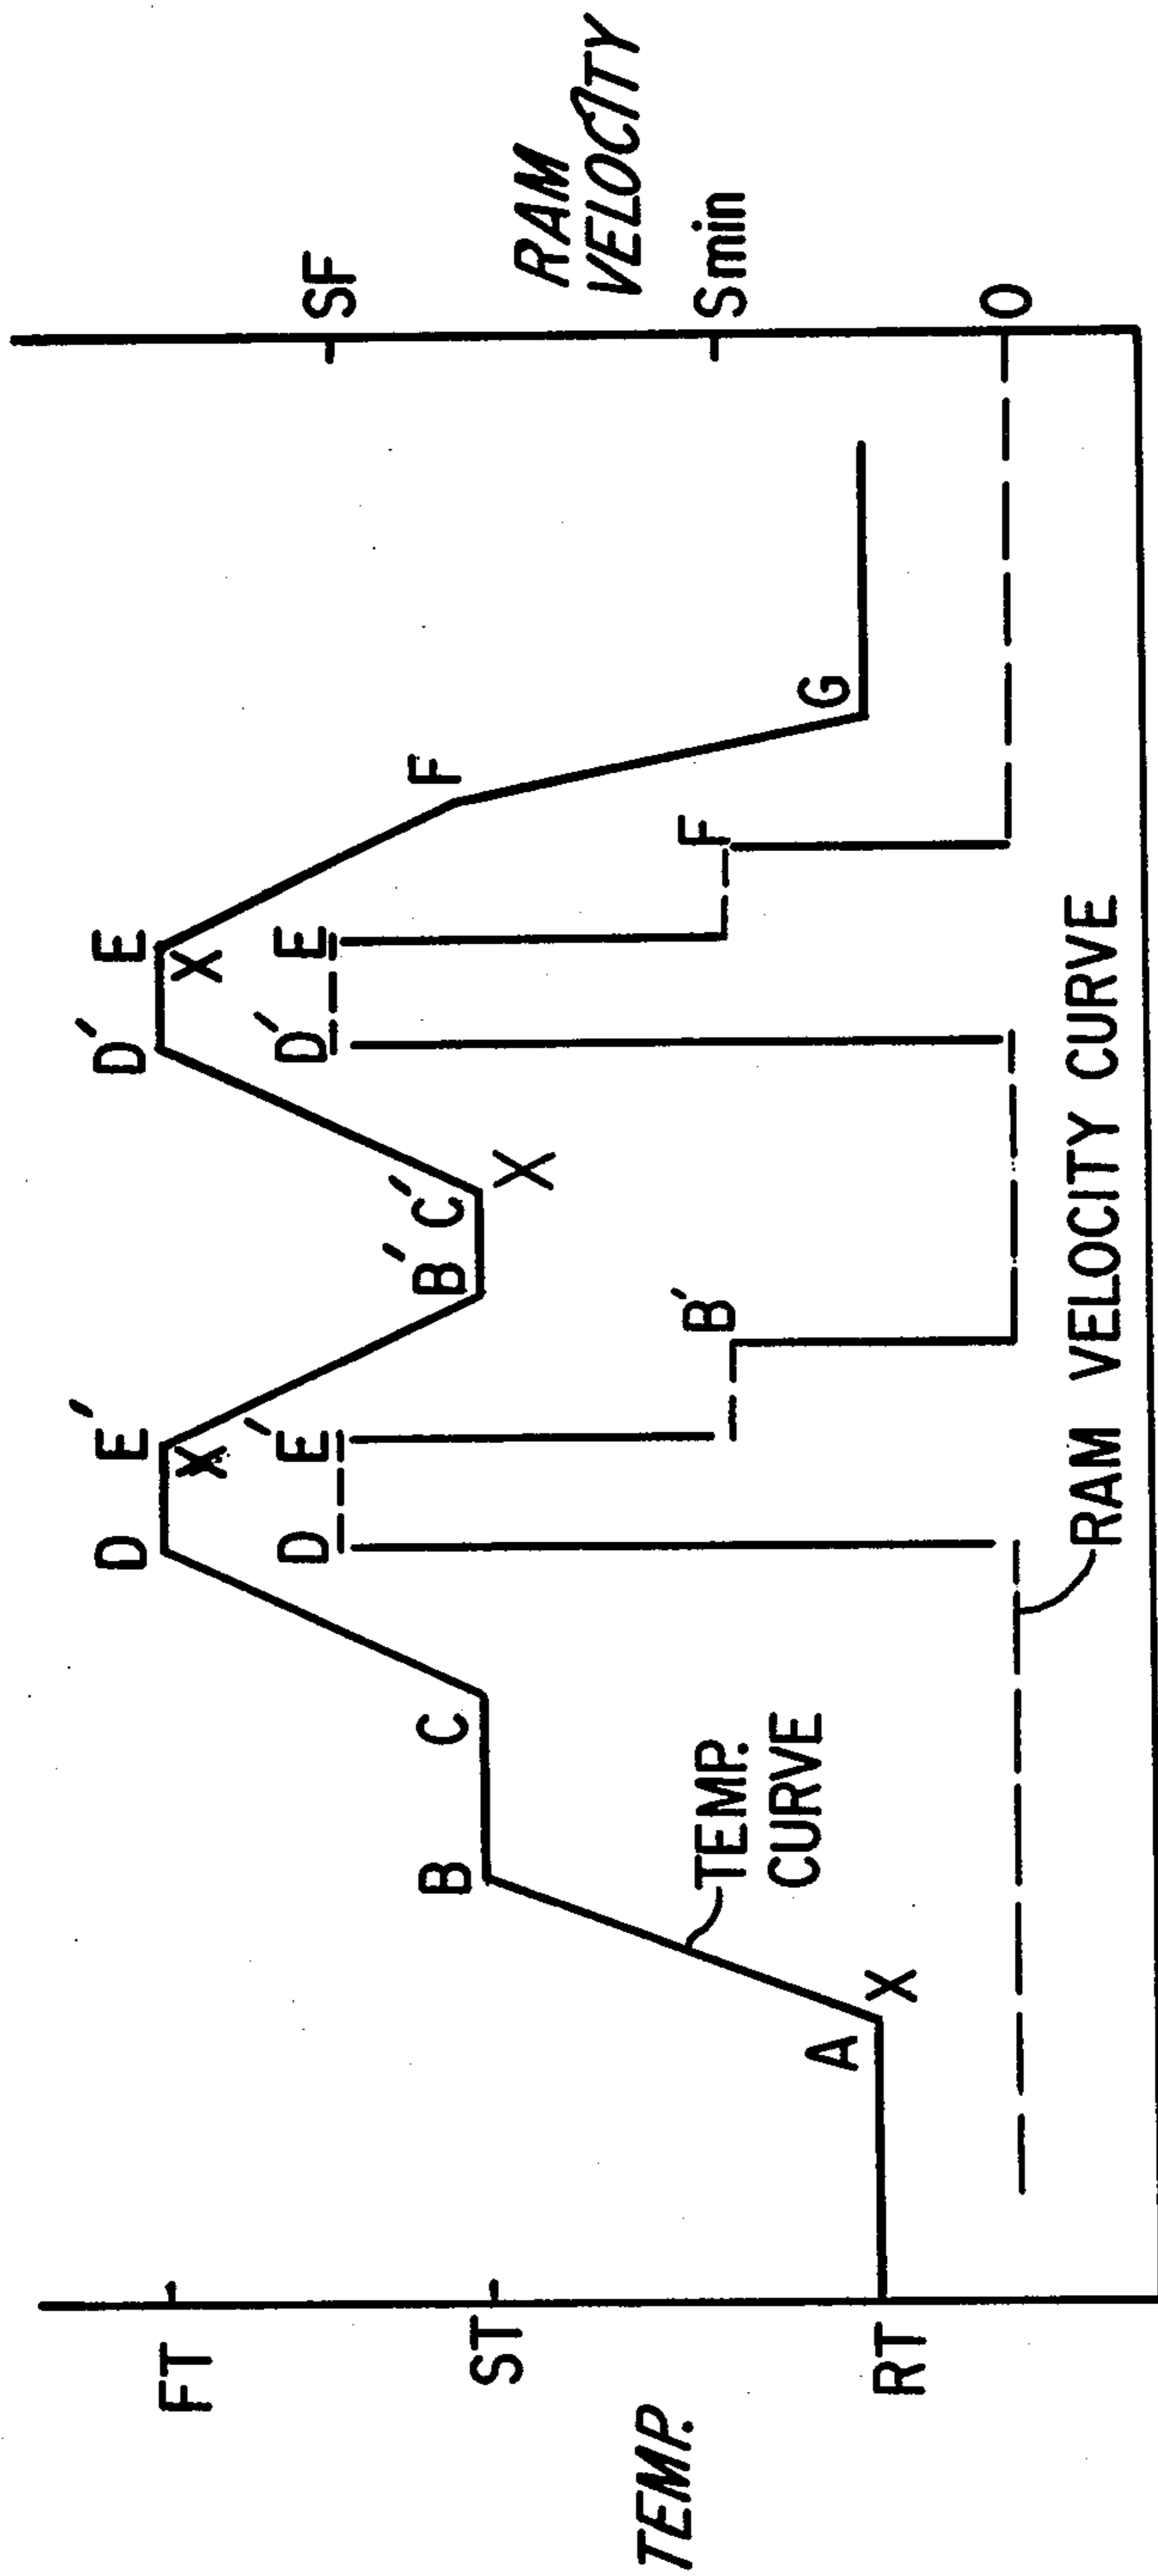 FT
ST
RT
TEMP.
A
X
B
C
D
E'
X
B'
C'
X
D'
E
X
F
G
TEMP.
CURVE
D
E'
B'
D'
E
F
RAM VELOCITY CURVE
SF
Smin
0
RAM
VELOCITY